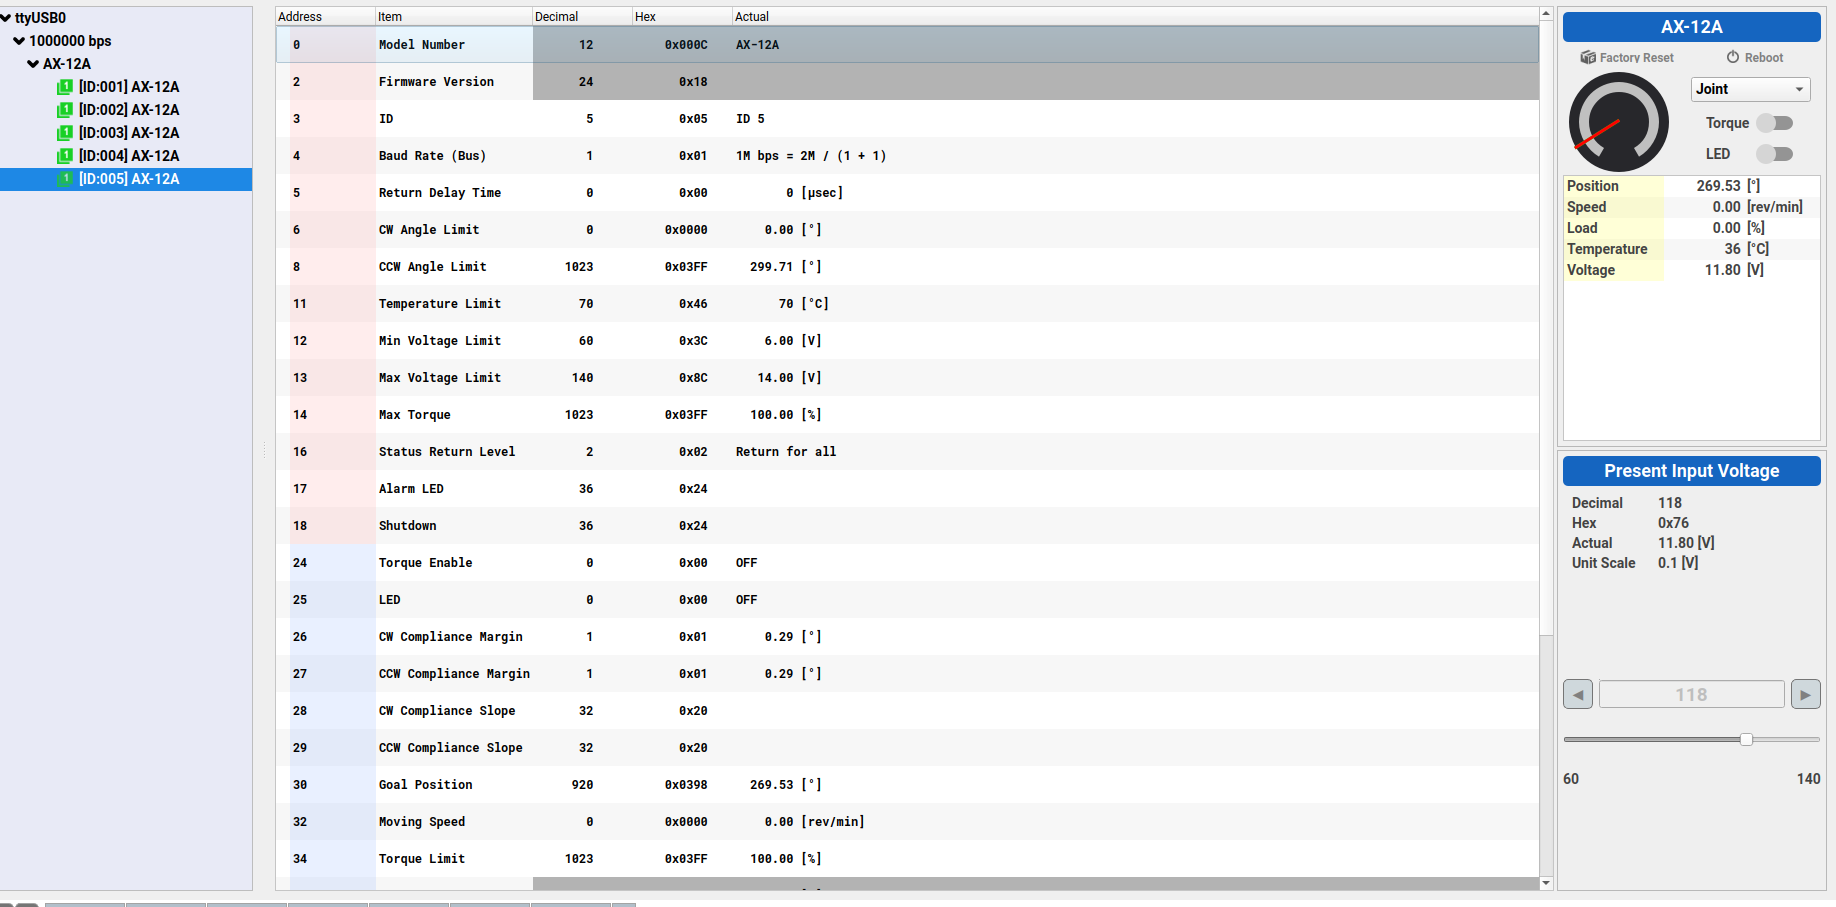 ttyUSB0
1000000 bps
AX-12A
1 [ID:001] AX-12A
1 [ID:002] AX-12A
1 [ID:003] AX-12A
1 [ID:004] AX-12A
1 [ID:005] AX-12A
Address Item Decimal Hex Actual
0 Model Number 12 0x000C AX-12A
2 Firmware Version 24 0x18
3 ID 5 0x05 ID 5
4 Baud Rate (Bus) 1 0x01 1M bps = 2M / (1 + 1)
5 Return Delay Time 0 0x00 0 [μsec]
6 CW Angle Limit 0 0x0000 0.00 [°]
8 CCW Angle Limit 1023 0x03FF 299.71 [°]
11 Temperature Limit 70 0x46 70 [°C]
12 Min Voltage Limit 60 0x3C 6.00 [V]
13 Max Voltage Limit 140 0x8C 14.00 [V]
14 Max Torque 1023 0x03FF 100.00 [%]
16 Status Return Level 2 0x02 Return for all
17 Alarm LED 36 0x24
18 Shutdown 36 0x24
24 Torque Enable 0 0x00 OFF
25 LED 0 0x00 OFF
26 CW Compliance Margin 1 0x01 0.29 [°]
27 CCW Compliance Margin 1 0x01 0.29 [°]
28 CW Compliance Slope 32 0x20
29 CCW Compliance Slope 32 0x20
30 Goal Position 920 0x0398 269.53 [°]
32 Moving Speed 0 0x0000 0.00 [rev/min]
34 Torque Limit 1023 0x03FF 100.00 [%]
AX-12A
Factory Reset Reboot
Joint
Torque
LED
Position 269.53 [°]
Speed 0.00 [rev/min]
Load 0.00 [%]
Temperature 36 [°C]
Voltage 11.80 [V]
Present Input Voltage
Decimal 118
Hex 0x76
Actual 11.80 [V]
Unit Scale 0.1 [V]
118
60 140